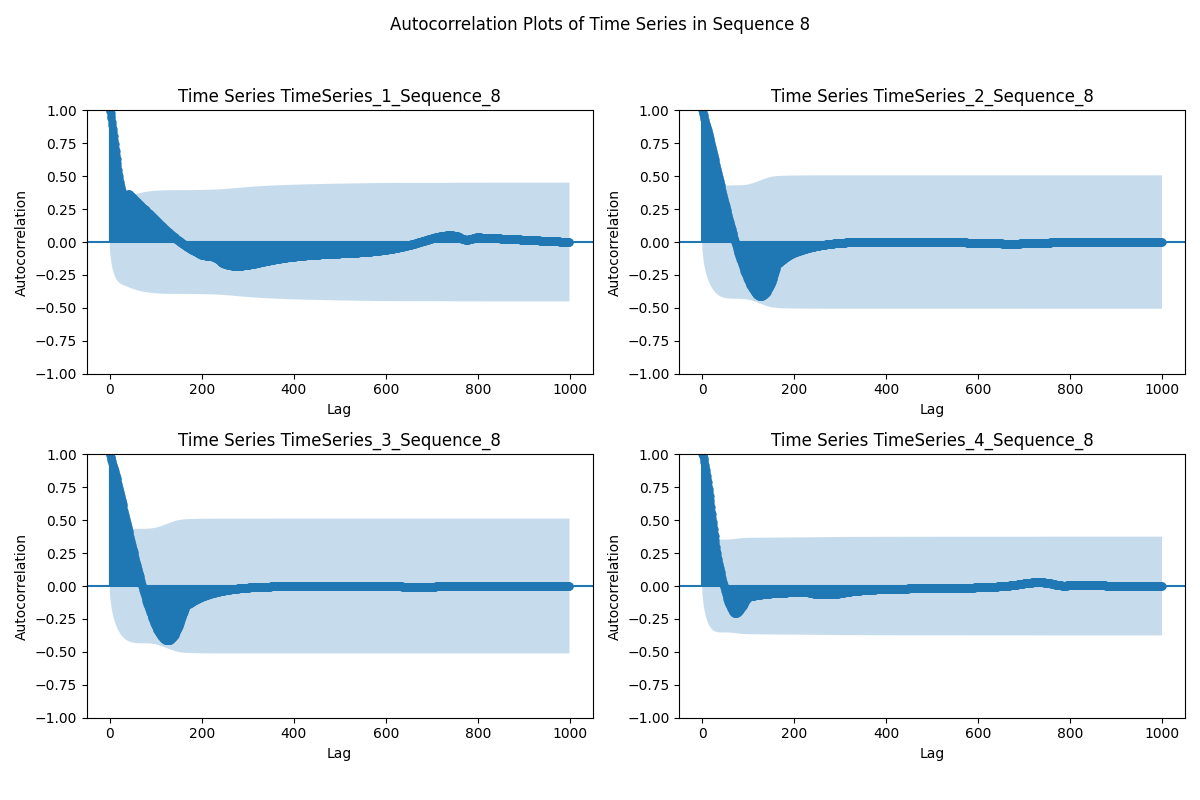 Autocorrelation Plots of Time Series in Sequence 8
Time Series TimeSeries_1_Sequence_8
1.00
0.75
0.50
0.25
0.00
−0.25
−0.50
−0.75
−1.00
Autocorrelation
0 200 400 600 800 1000
Lag
Time Series TimeSeries_2_Sequence_8
1.00
0.75
0.50
0.25
0.00
−0.25
−0.50
−0.75
−1.00
Autocorrelation
0 200 400 600 800 1000
Lag
Time Series TimeSeries_3_Sequence_8
1.00
0.75
0.50
0.25
0.00
−0.25
−0.50
−0.75
−1.00
Autocorrelation
0 200 400 600 800 1000
Lag
Time Series TimeSeries_4_Sequence_8
1.00
0.75
0.50
0.25
0.00
−0.25
−0.50
−0.75
−1.00
Autocorrelation
0 200 400 600 800 1000
Lag